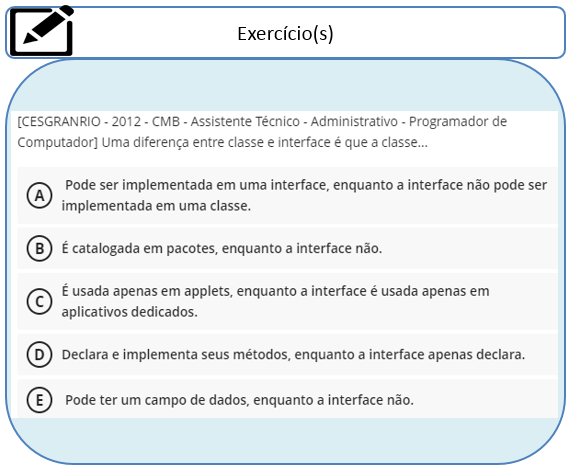 Exercício(s)
[CESGRANRIO - 2012 - CMB - Assistente Técnico - Administrativo - Programador de
Computador] Uma diferença entre classe e interface é que a classe...
A Pode ser implementada em uma interface, enquanto a interface não pode ser
implementada em uma classe.
B É catalogada em pacotes, enquanto a interface não.
C É usada apenas em applets, enquanto a interface é usada apenas em
aplicativos dedicados.
D Declara e implementa seus métodos, enquanto a interface apenas declara.
E Pode ter um campo de dados, enquanto a interface não.